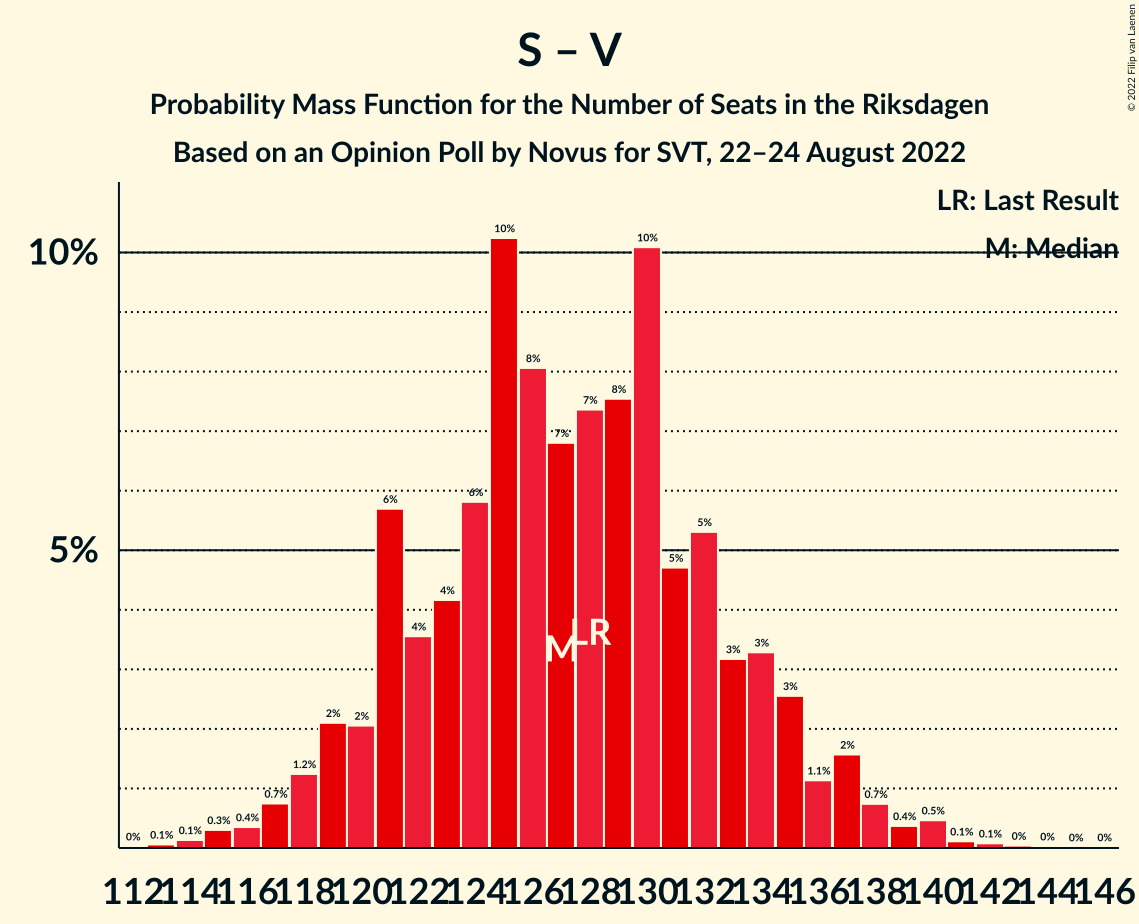 © 2022 Filip van Laenen
S – V
Probability Mass Function for the Number of Seats in the Riksdagen
Based on an Opinion Poll by Novus for SVT, 22–24 August 2022
LR: Last Result
M: Median
10%
5%
0% 0.1% 0.1% 0.3% 0.4% 0.7% 1.2% 2% 2% 6% 4% 4% 6% 10% 8% 7% 7% 8% 10% 5% 5% 3% 3% 3% 1.1% 2% 0.7% 0.4% 0.5% 0.1% 0.1% 0% 0% 0% 0%
M LR
112 114 116 118 120 122 124 126 128 130 132 134 136 138 140 142 144 146